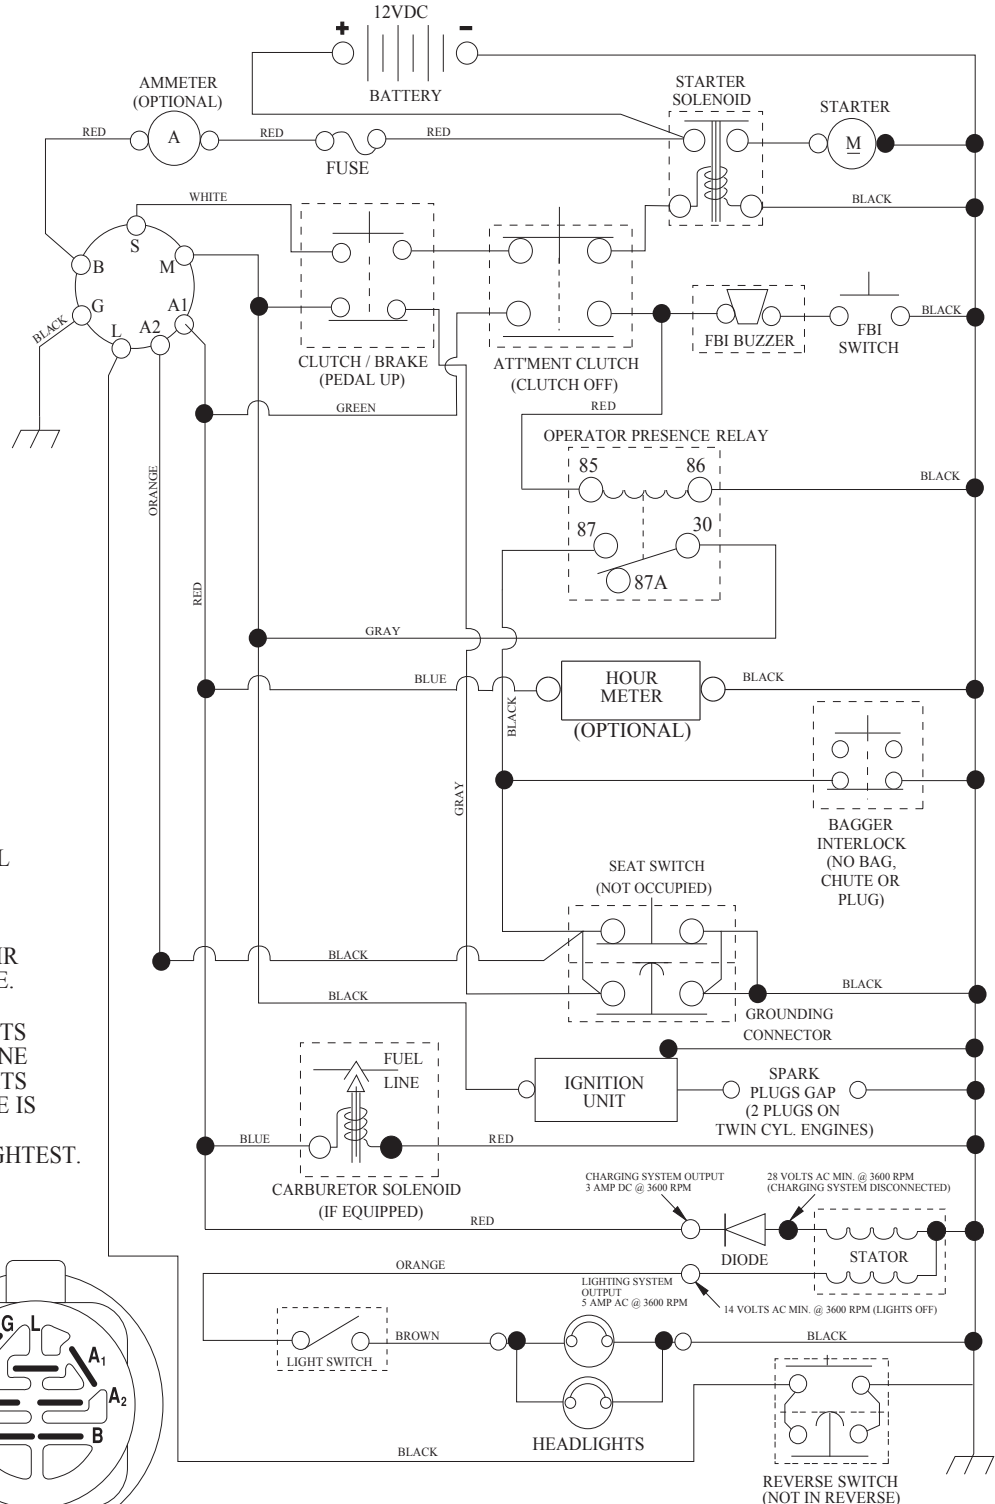 12VDC
+
-
BATTERY
AMMETER
(OPTIONAL)
STARTER
SOLENOID
STARTER
RED
A
RED
RED
FUSE
M
WHITE
BLACK
S
B
M
G
A1
L
A2
BLACK
CLUTCH / BRAKE
(PEDAL UP)
ATT'MENT CLUTCH
(CLUTCH OFF)
FBI BUZZER
FBI
SWITCH
BLACK
GREEN
RED
OPERATOR PRESENCE RELAY
85
86
BLACK
ORANGE
87
30
87A
RED
GRAY
BLUE
HOUR
METER
(OPTIONAL)
BLACK
BLACK
GRAY
BAGGER
INTERLOCK
(NO BAG,
CHUTE OR
PLUG)
L
SEAT SWITCH
(NOT OCCUPIED)
IR
E.
BLACK
BLACK
BLACK
GROUNDING
CONNECTOR
TS
NE
TS
E IS
GHTEST.
FUEL
LINE
IGNITION
UNIT
SPARK
PLUGS GAP
(2 PLUGS ON
TWIN CYL. ENGINES)
BLUE
RED
CARBURETOR SOLENOID
(IF EQUIPPED)
CHARGING SYSTEM OUTPUT
3 AMP DC @ 3600 RPM
28 VOLTS AC MIN. @ 3600 RPM
(CHARGING SYSTEM DISCONNECTED)
RED
DIODE
STATOR
ORANGE
LIGHTING SYSTEM
OUTPUT
5 AMP AC @ 3600 RPM
14 VOLTS AC MIN. @ 3600 RPM (LIGHTS OFF)
LIGHT SWITCH
BROWN
BLACK
G
L
A1
A2
B
HEADLIGHTS
BLACK
REVERSE SWITCH
(NOT IN REVERSE)